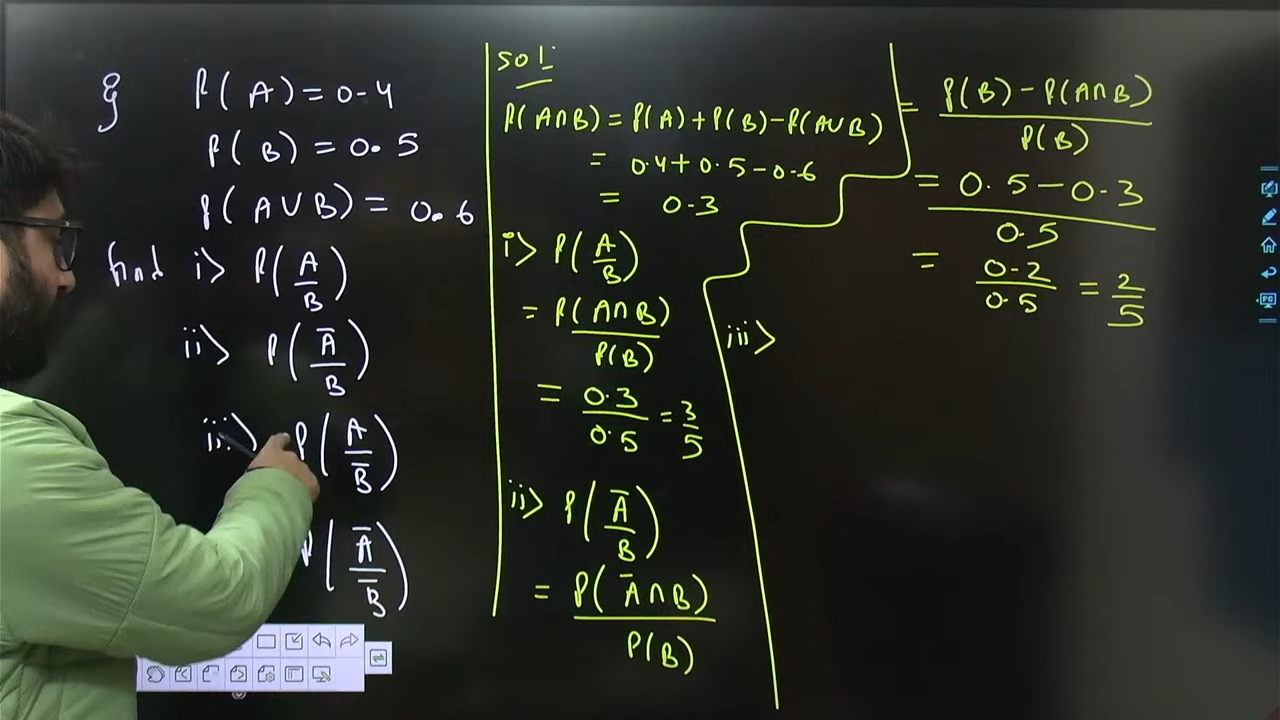 Q P(A) = 0.4
P(B) = 0.5
P(A∪B) = 0.6
find i> P(A/B)
ii> P(Ā/B)
iii> P(A/B̄)
P(Ā/B̄)
Sol:
P(A∩B) = P(A) + P(B) - P(A∪B)
= 0.4 + 0.5 - 0.6
= 0.3
i> P(A/B)
= P(A∩B)/P(B)
= 0.3/0.5 = 3/5
ii> P(Ā/B)
= P(Ā∩B)/P(B)
= P(B) - P(A∩B)/P(B)
= 0.5 - 0.3/0.5
= 0.2/0.5 = 2/5
iii>